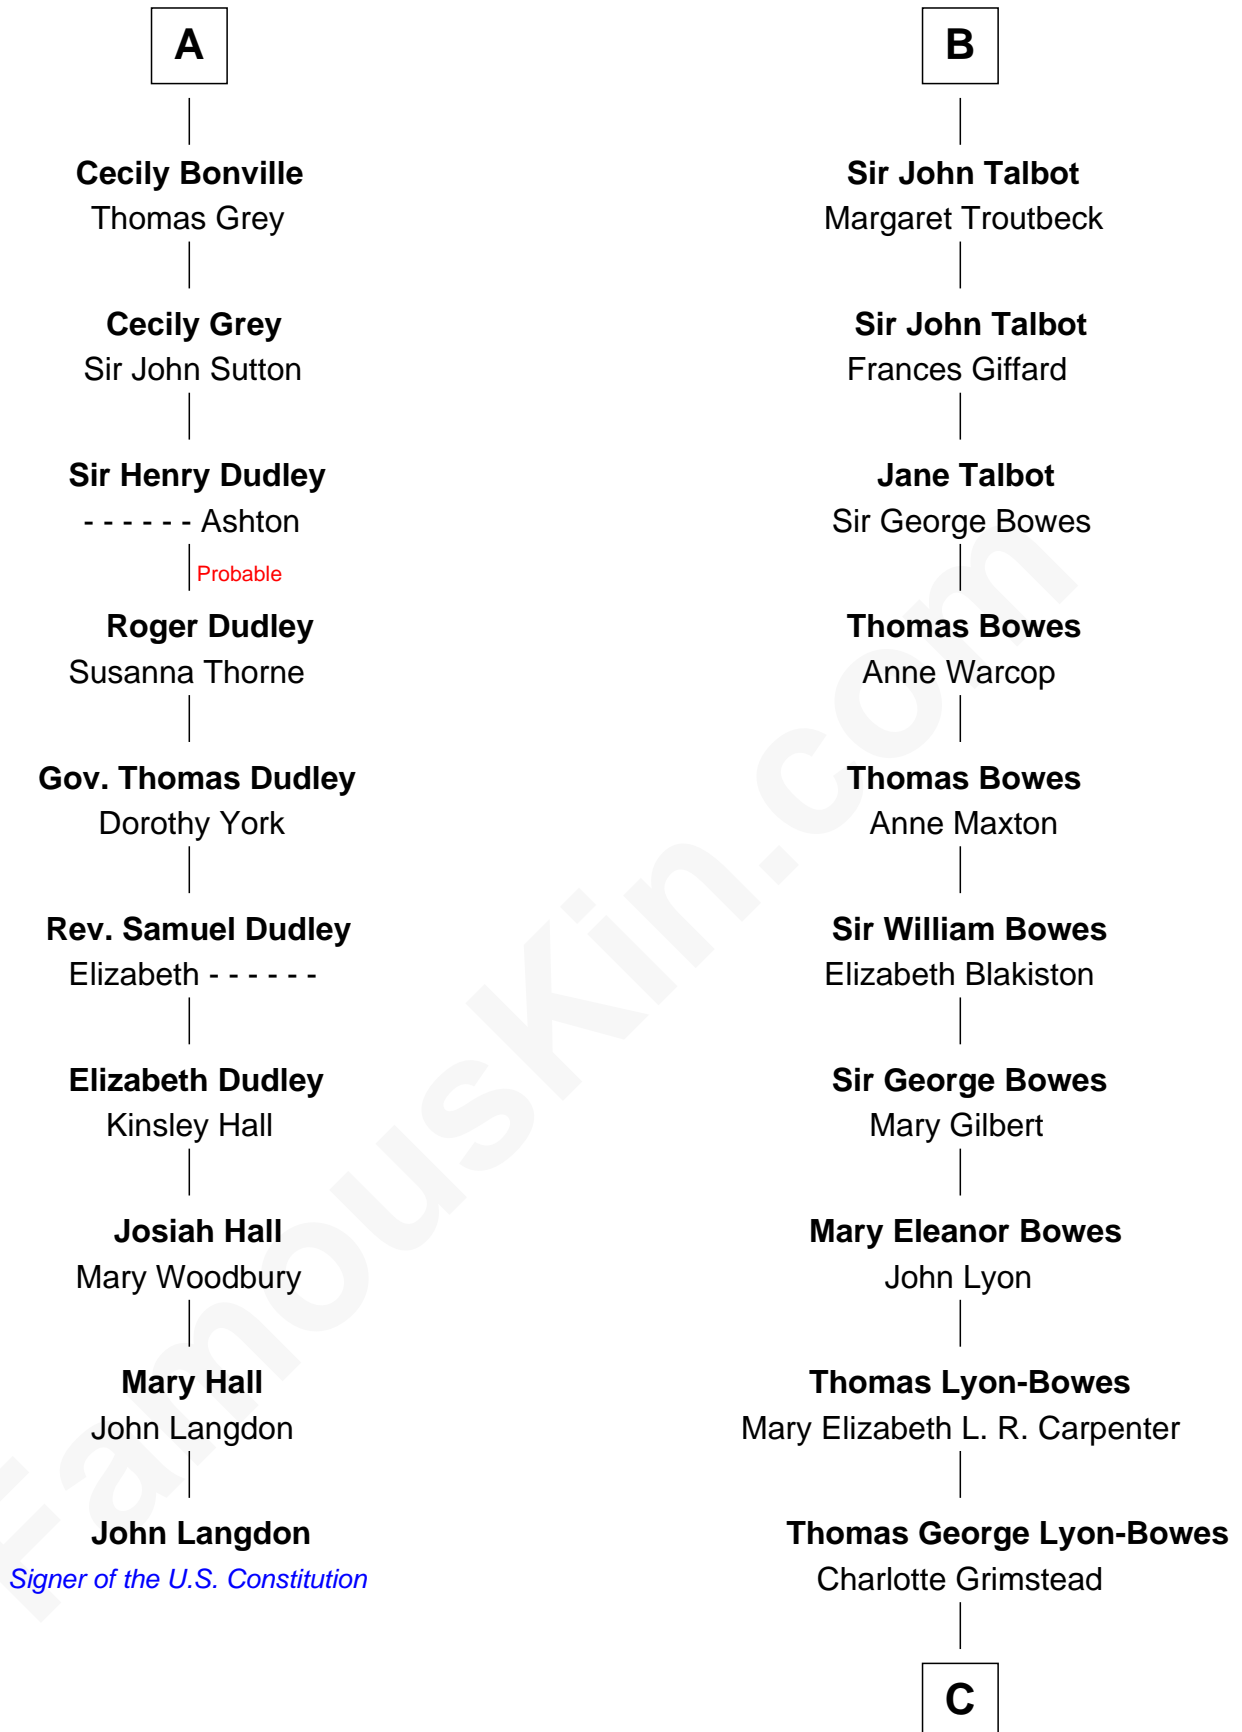 A
Cecily Bonville
Thomas Grey
Cecily Grey
Sir John Sutton
Sir Henry Dudley
- - - - - - Ashton
Probable
Roger Dudley
Susanna Thorne
Gov. Thomas Dudley
Dorothy York
Rev. Samuel Dudley
Elizabeth - - - - - -
Elizabeth Dudley
Kinsley Hall
Josiah Hall
Mary Woodbury
Mary Hall
John Langdon
John Langdon
Signer of the U.S. Constitution
B
Sir John Talbot
Margaret Troutbeck
Sir John Talbot
Frances Giffard
Jane Talbot
Sir George Bowes
Thomas Bowes
Anne Warcop
Thomas Bowes
Anne Maxton
Sir William Bowes
Elizabeth Blakiston
Sir George Bowes
Mary Gilbert
Mary Eleanor Bowes
John Lyon
Thomas Lyon-Bowes
Mary Elizabeth L. R. Carpenter
Thomas George Lyon-Bowes
Charlotte Grimstead
C
FamousKin.com